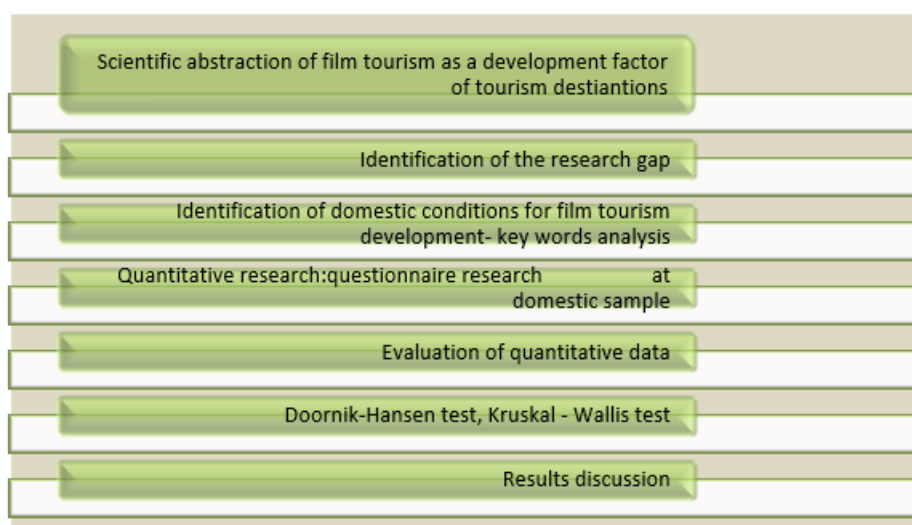 Scientific abstraction of film tourism as a development factor
of tourism destiantions
Identification of the research gap
Identification of domestic conditions for film tourism
development- key words analysis
Quantitative research:questionnaire research at
domestic sample
Evaluation of quantitative data
Doornik-Hansen test, Kruskal - Wallis test
Results discussion